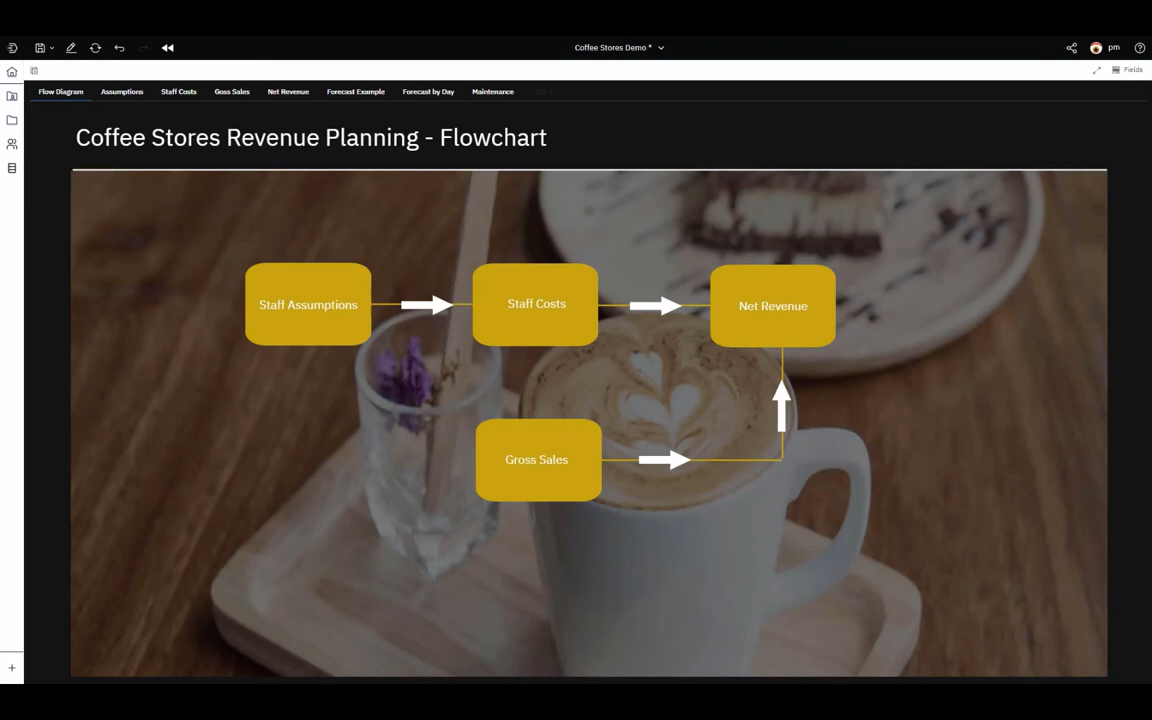 Coffee Stores Demo *
pm
Fields
Flow Diagram
Assumptions
Staff Costs
Goss Sales
Net Revenue
Forecast Example
Forecast by Day
Maintenance
Coffee Stores Revenue Planning - Flowchart
Staff Assumptions
Staff Costs
Net Revenue
Gross Sales